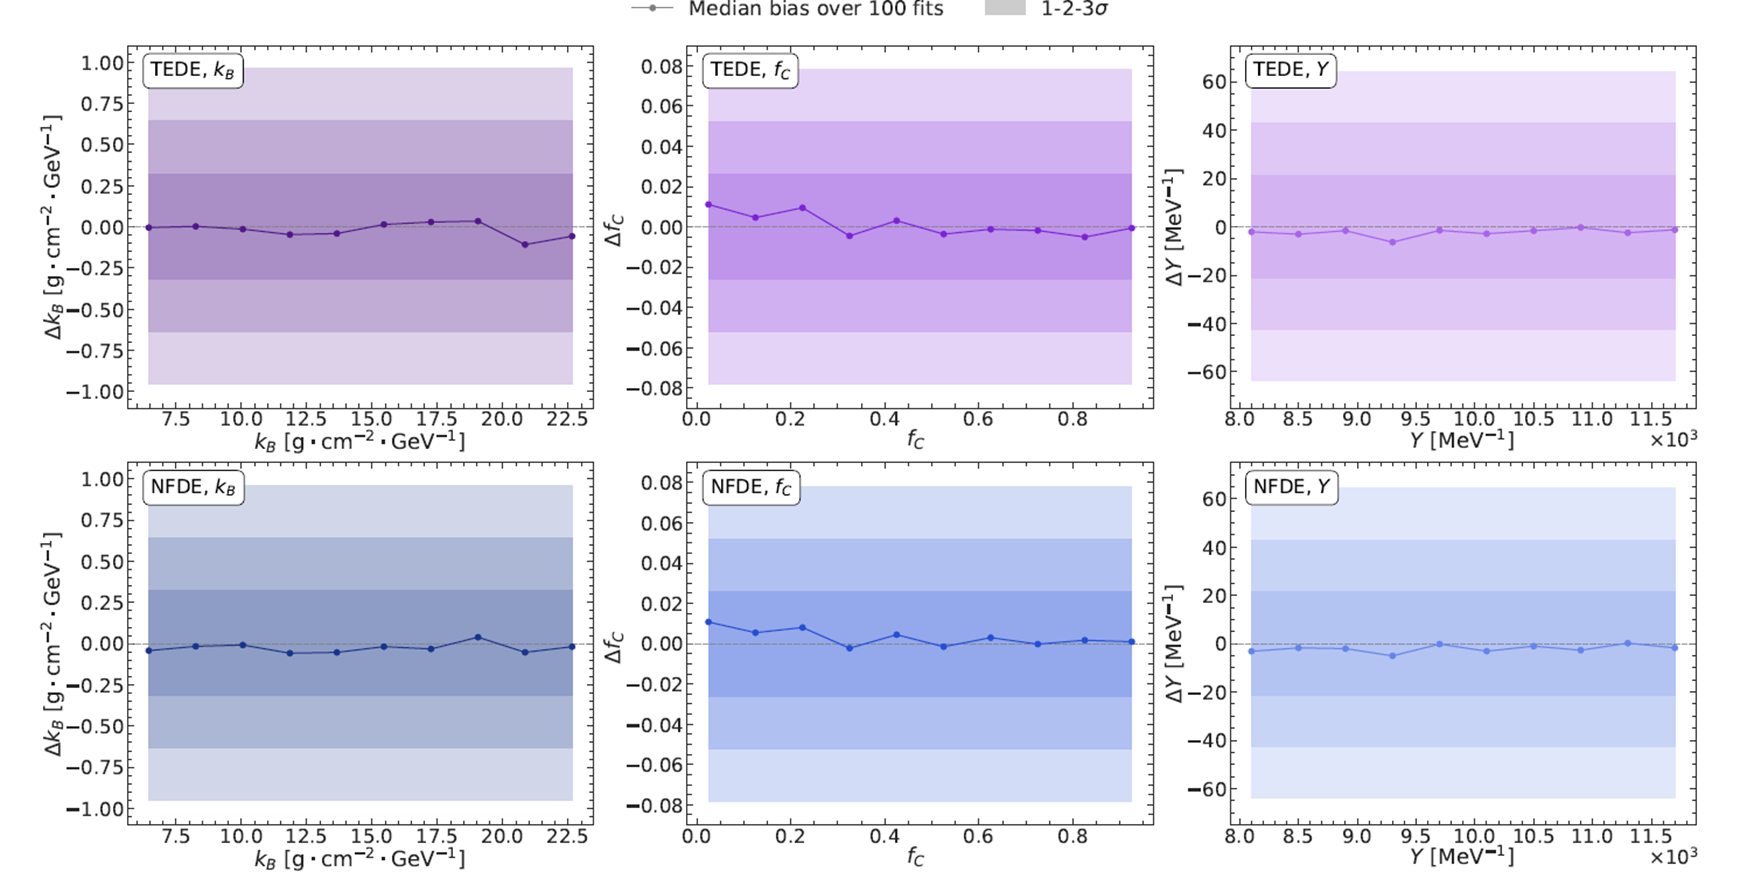 Median bias over 100 fits 1-2-3σ
TEDE, k_B
Δk_B [g·cm⁻²·GeV⁻¹]
1.00
0.75
0.50
0.25
0.00
−0.25
−0.50
−0.75
−1.00
7.5 10.0 12.5 15.0 17.5 20.0 22.5
k_B [g·cm⁻²·GeV⁻¹]
TEDE, f_C
Δf_C
0.08
0.06
0.04
0.02
0.00
−0.02
−0.04
−0.06
−0.08
0.0 0.2 0.4 0.6 0.8
f_C
TEDE, Y
ΔY [MeV⁻¹]
60
40
20
0
−20
−40
−60
8.0 8.5 9.0 9.5 10.0 10.5 11.0 11.5
Y [MeV⁻¹] ×10³
NFDE, k_B
Δk_B [g·cm⁻²·GeV⁻¹]
1.00
0.75
0.50
0.25
0.00
−0.25
−0.50
−0.75
−1.00
7.5 10.0 12.5 15.0 17.5 20.0 22.5
k_B [g·cm⁻²·GeV⁻¹]
NFDE, f_C
Δf_C
0.08
0.06
0.04
0.02
0.00
−0.02
−0.04
−0.06
−0.08
0.0 0.2 0.4 0.6 0.8
f_C
NFDE, Y
ΔY [MeV⁻¹]
60
40
20
0
−20
−40
−60
8.0 8.5 9.0 9.5 10.0 10.5 11.0 11.5
Y [MeV⁻¹] ×10³